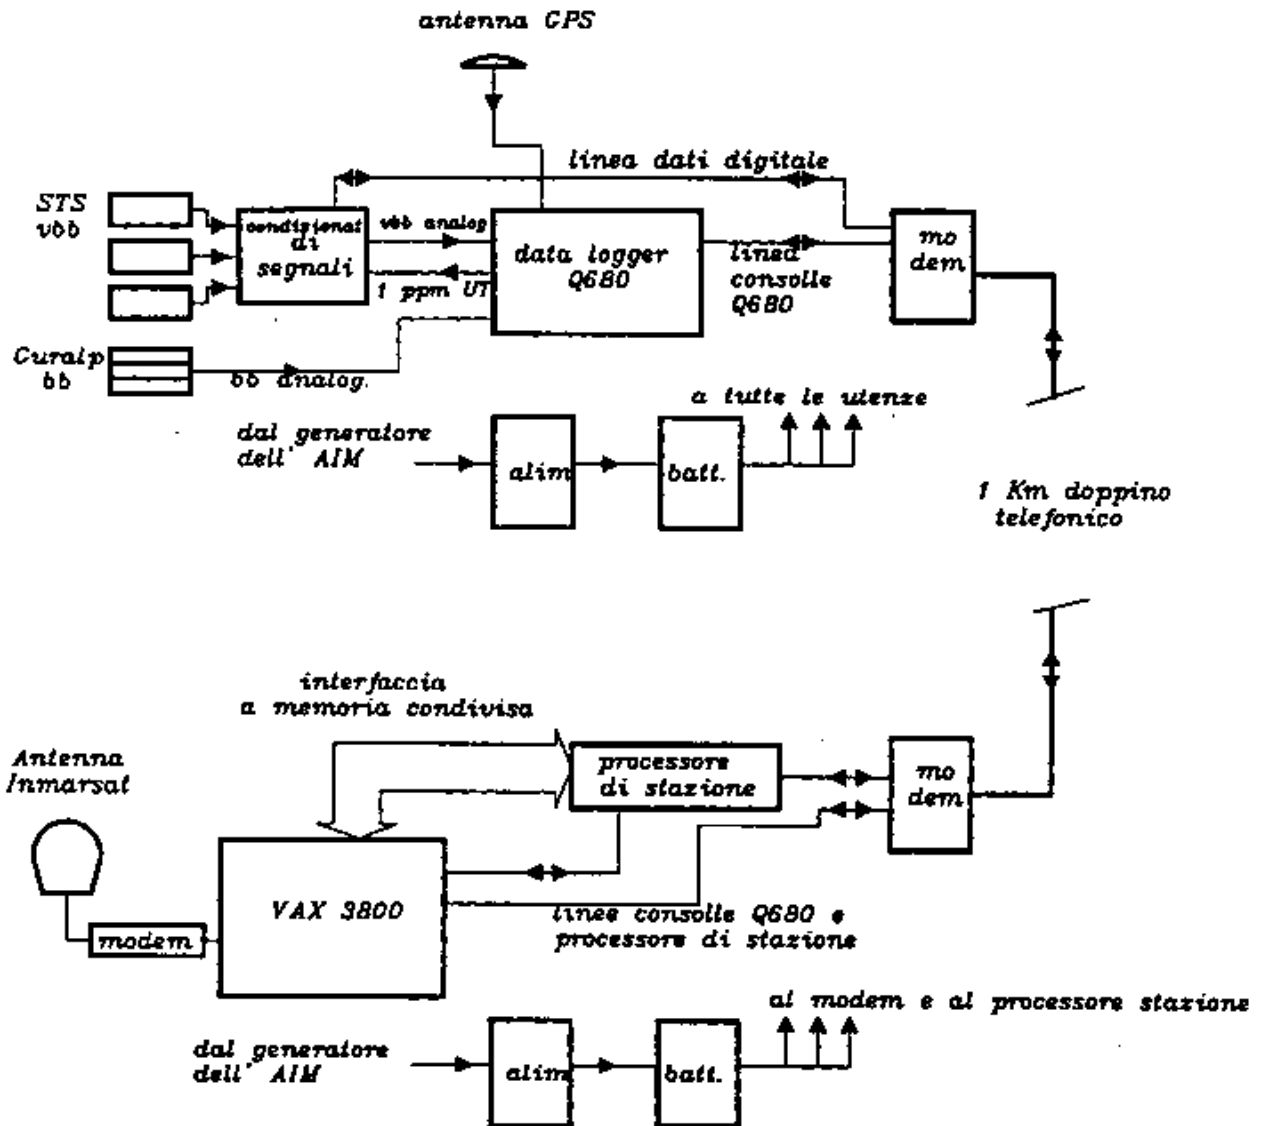 antenna GPS
linea dati digitale
STS
vbb
condizionat
di
segnali
vbb analog
1 ppm UT
data logger
Q680
linea
consolle
Q680
mo
dem
Guralp
bb
bb analog.
a tutte le utenze
dal generatore
dell' AIM
alim
batt.
1 Km doppino
telefonico
interfaccia
a memoria condivisa
Antenna
Inmarsat
processore
di stazione
mo
dem
VAX 3800
modem
linee consolle Q680 e
processore di stazione
al modem e al processore stazione
dal generatore
dell' AIM
alim
batt.